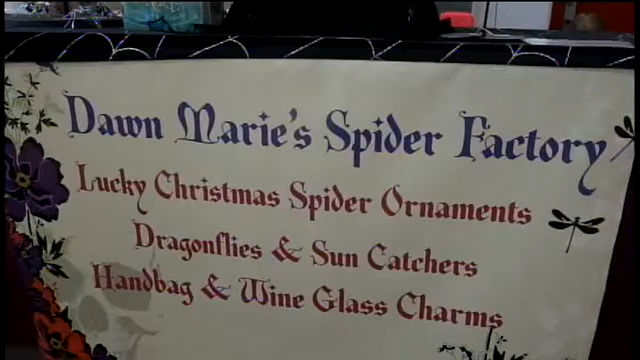 Dawn Marie's Spider Factory
Lucky Christmas Spider Ornaments
Dragonflies & Sun Catchers
Handbag & Wine Glass Charms